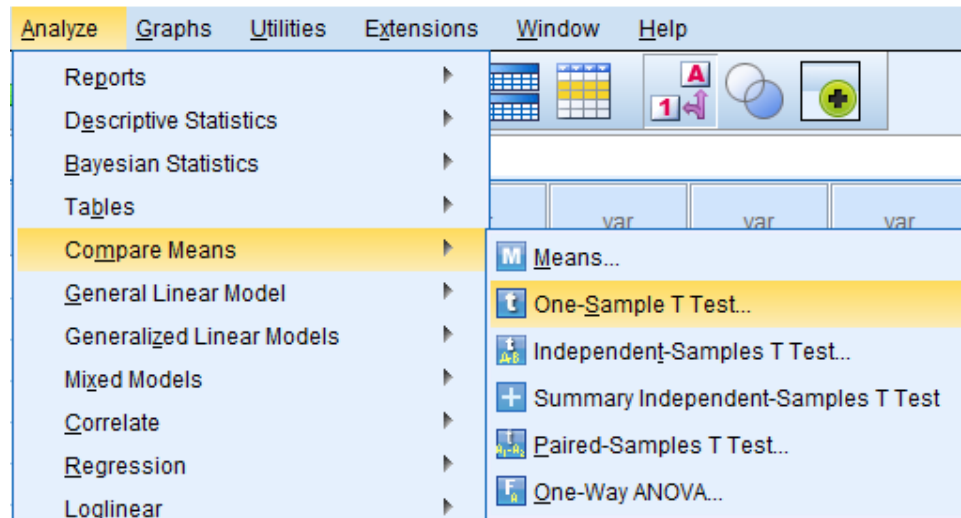 Analyze Graphs Utilities Extensions Window Help
Reports
Descriptive Statistics
Bayesian Statistics
Tables
Compare Means
General Linear Model
Generalized Linear Models
Mixed Models
Correlate
Regression
Loglinear
A
1
var var var
M Means...
t One-Sample T Test...
Independent-Samples T Test...
Summary Independent-Samples T Test
Paired-Samples T Test...
One-Way ANOVA...